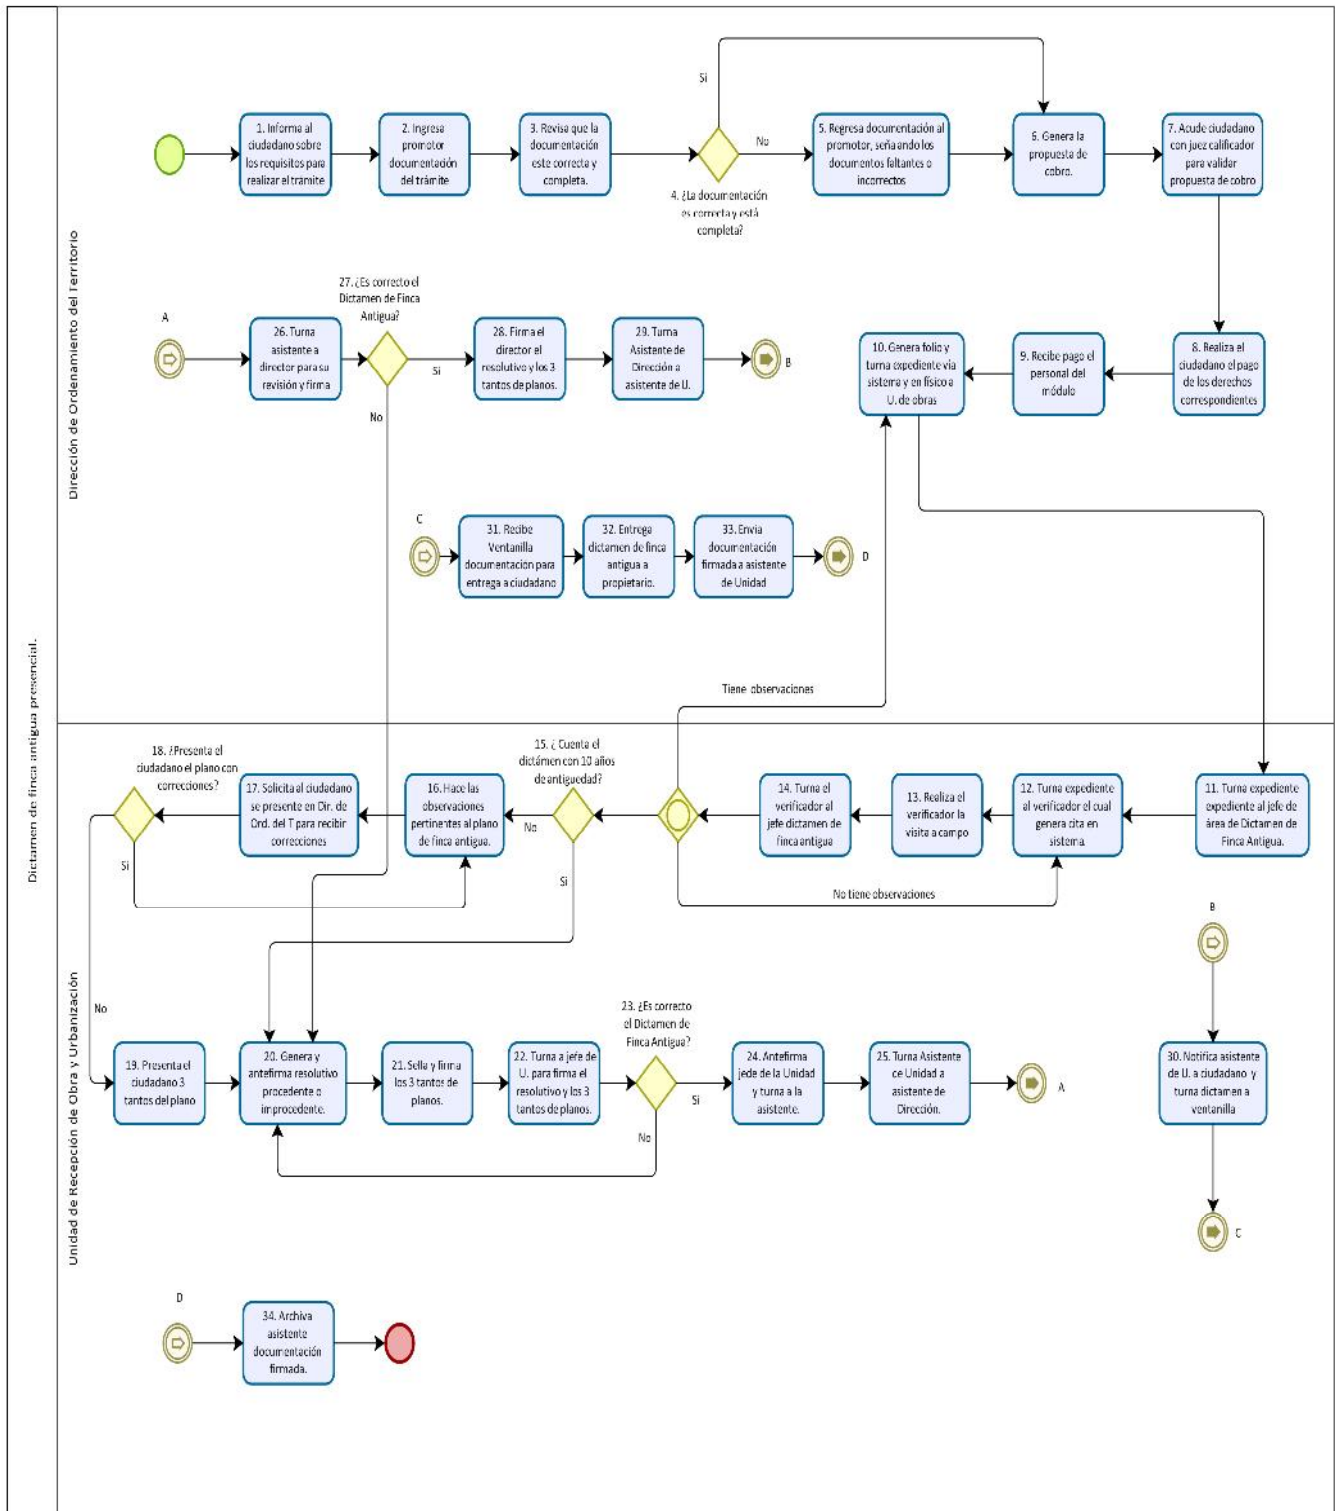 Dictamen de finca antigua presencial.
Dirección de Ordenamiento del Territorio
Si
1. Informa al
ciudadano sobre
los requisitos para
realizar el trámite
2. Ingresa
promotor
documentación
del trámite
3. Revisa que la
documentación
este correcta y
completa.
No
4. ¿La documentación
es correcta y está
completa?
5. Regresa documentación al
promotor, señalando los
documentos faltantes o
incorrectos
6. Genera la
propuesta de
cobro.
7. Acude ciudadano
con juez calificador
para validar
propuesta de cobro
A
26. Turna
asistente a
director para su
revisión y firma
27. ¿Es correcto el
Dictamen de Finca
Antigua?
Si
No
28. Firma el
director el
resolutivo y los 3
tantos de planos.
29. Turna
Asistente de
Dirección a
asistente de U.
B
10. Genera folio y
turna expediente vía
sistema y en físico a
U. de obras
9. Recibe pago el
personal del
módulo
8. Realiza el
ciudadano el pago
de los derechos
correspondientes
C
31. Recibe
Ventanilla
documentación para
entrega a ciudadano
32. Entrega
dictamen de finca
antigua a
propietario.
33. Envia
documentación
firmada a asistente
de Unidad
D
Tiene observaciones
Unidad de Recepción de Obra y Urbanización
18. ¿Presenta el
ciudadano el plano con
correcciones?
Si
No
17. Solicita al ciudadano
se presente en Dir. de
Ord. del T para recibir
correcciones
16. Hace las
observaciones
pertinentes al plano
de finca antigua.
15. ¿ Cuenta el
dictámen con 10 años
de antiguedad?
No
Si
14. Turna el
verificador al
jefe dictamen de
finca antigua
13. Realiza el
verificador la
visita a campo
12. Turna expediente
al verificador el cual
genera cita en
sistema.
11. Turna expediente
expediente al jefe de
área de Dictamen de
Finca Antigua.
No tiene observaciones
B
19. Presenta el
ciudadano 3
tantos del plano
20. Genera y
antefirma resolutivo
procedente o
improcedente.
21. Sella y firma
los 3 tantos de
planos.
22. Turna a jefe de
U. para firma el
resolutivo y los 3
tantos de planos.
23. ¿Es correcto
el Dictamen de
Finca Antigua?
Si
No
24. Antefirma
jede de la Unidad
y turna a la
asistente.
25. Turna Asistente
ce Unidad a
asistente de
Dirección.
A
30. Notifica asistente
de U. a ciudadano y
turna dictamen a
ventanilla
C
D
34. Archiva
asistente
documentación
firmada.